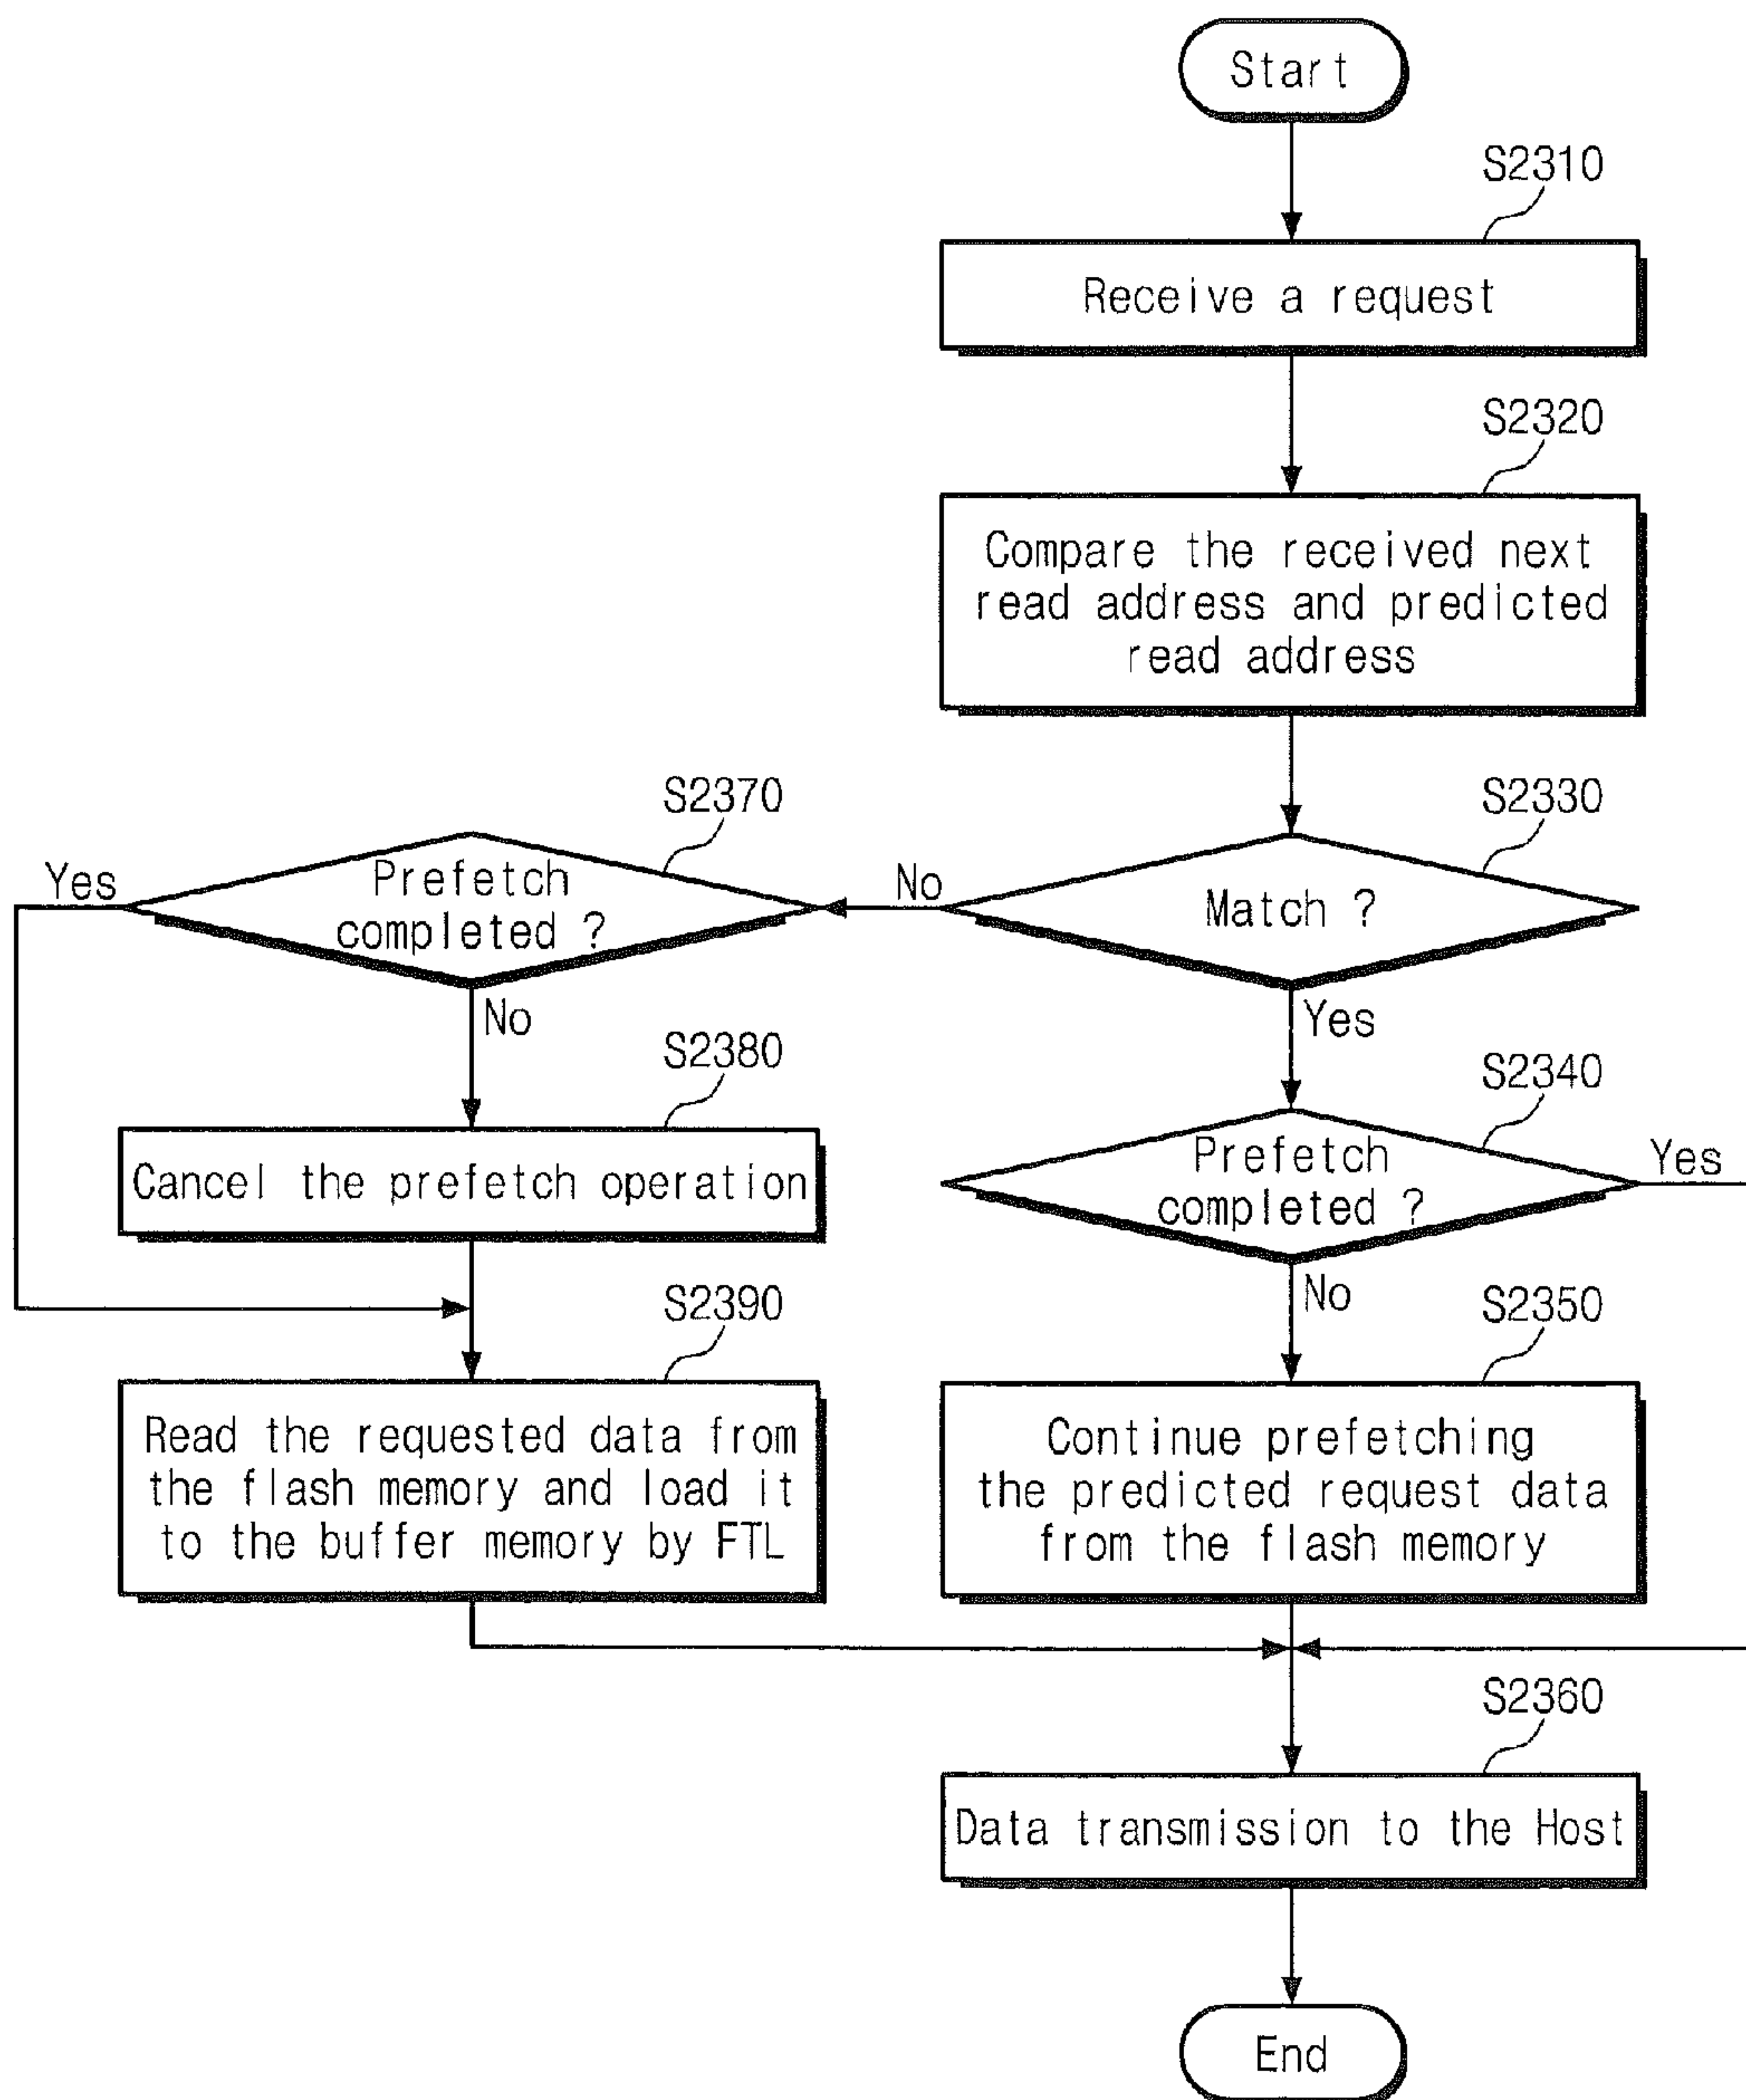 Start
S2310
Receive a request
S2320
Compare the received next
read address and predicted
read address
S2330
Match ?
No
Yes
S2370
Prefetch
completed ?
Yes
No
S2380
Cancel the prefetch operation
S2390
Read the requested data from
the flash memory and load it
to the buffer memory by FTL
S2340
Prefetch
completed ?
Yes
No
S2350
Continue prefetching
the predicted request data
from the flash memory
S2360
Data transmission to the Host
End